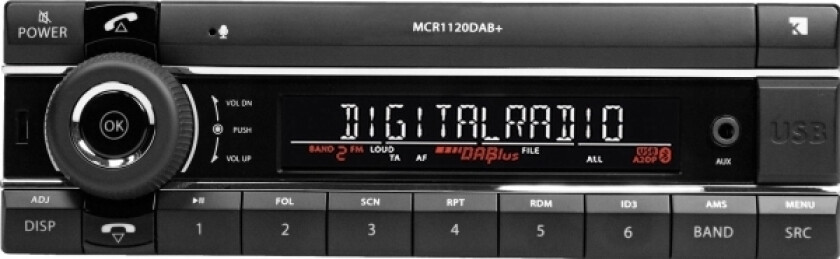 POWER
MCR1120DAB+
K
OK
VOL DN
PUSH
VOL UP
DIGITALRADIO
BAND 2 FM LOUD TA AF DABplus FILE ALL USB A2DP
AUX
USB
ADJ
DISP
1
FOL
2
SCN
3
RPT
4
RDM
5
ID3
6
AMS
BAND
MENU
SRC